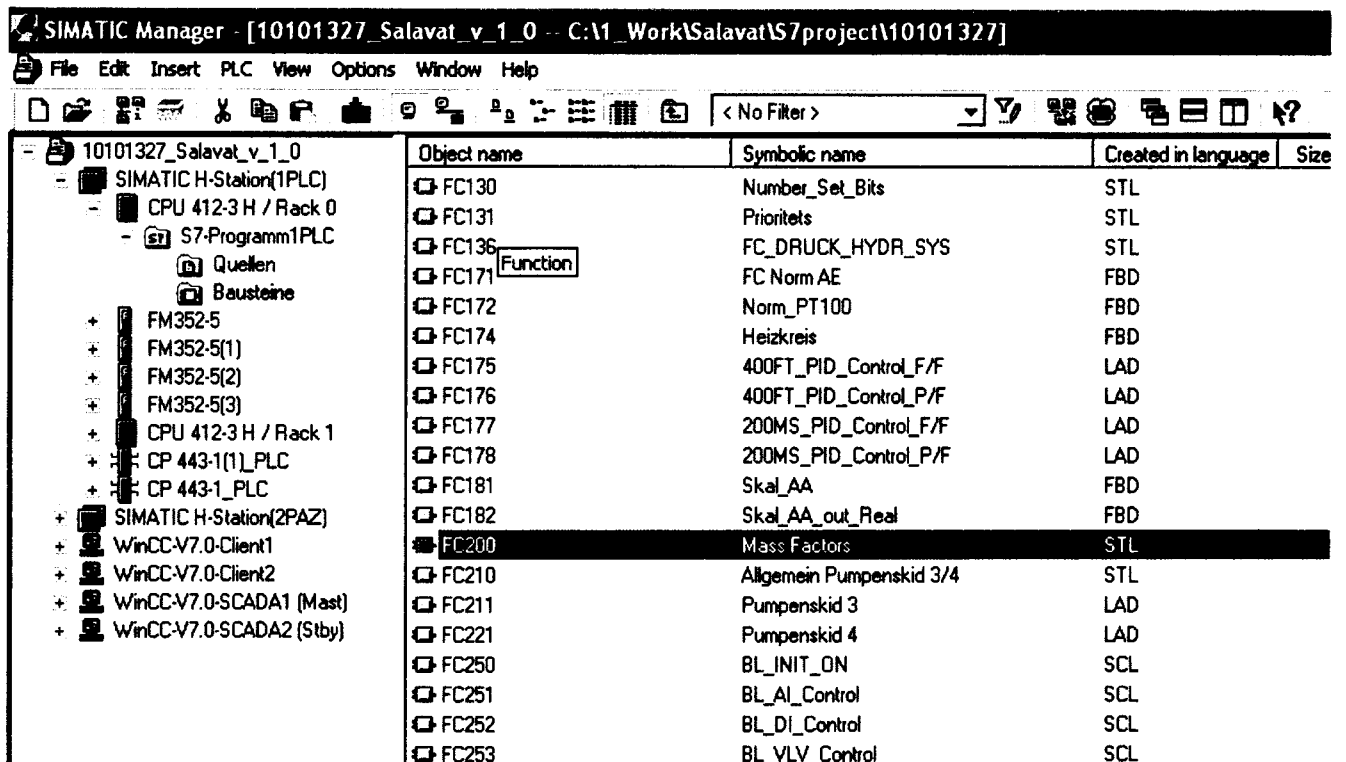 SIMATIC Manager - [10101327_Salavat_v_1_0 -- C:\1_Work\Salavat\S7project\10101327]
File Edit Insert PLC View Options Window Help
< No Filter >
10101327_Salavat_v_1_0
SIMATIC H-Station(1PLC)
CPU 412-3 H / Rack 0
S7-Programm1PLC
Quellen
Bausteine
FM352-5
FM352-5(1)
FM352-5(2)
FM352-5(3)
CPU 412-3 H / Rack 1
CP 443-1(1)_PLC
CP 443-1_PLC
SIMATIC H-Station(2PAZ)
WinCC-V7.0-Client1
WinCC-V7.0-Client2
WinCC-V7.0-SCADA1 (Mast)
WinCC-V7.0-SCADA2 (Stby)
Object name Symbolic name Created in language Size
FC130 Number_Set_Bits STL
FC131 Prioritets STL
FC136 FC_DRUCK_HYDR_SYS STL
Function
FC171 FC Norm AE FBD
FC172 Norm_PT100 FBD
FC174 Heizkreis FBD
FC175 400FT_PID_Control_F/F LAD
FC176 400FT_PID_Control_P/F LAD
FC177 200MS_PID_Control_F/F LAD
FC178 200MS_PID_Control_P/F LAD
FC181 Skal_AA FBD
FC182 Skal_AA_out_Real FBD
FC200 Mass Factors STL
FC210 Allgemein Pumpenskid 3/4 STL
FC211 Pumpenskid 3 LAD
FC221 Pumpenskid 4 LAD
FC250 BL_INIT_ON SCL
FC251 BL_AI_Control SCL
FC252 BL_DI_Control SCL
FC253 BL_VLV_Control SCL